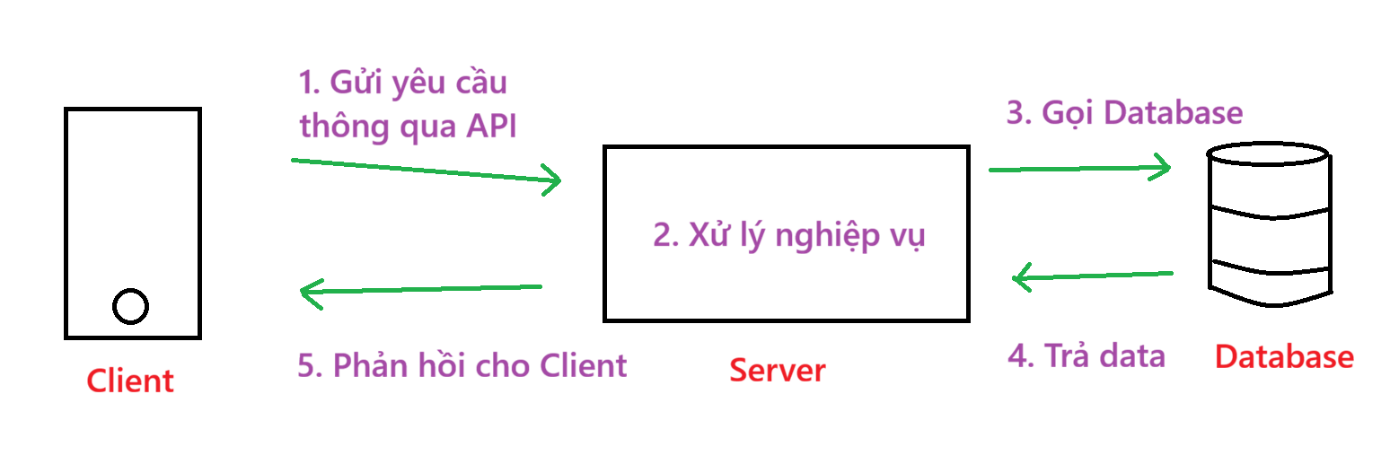 1. Gửi yêu cầu
thông qua API
3. Gọi Database
2. Xử lý nghiệp vụ
5. Phản hồi cho Client
4. Trả data
Client
Server
Database